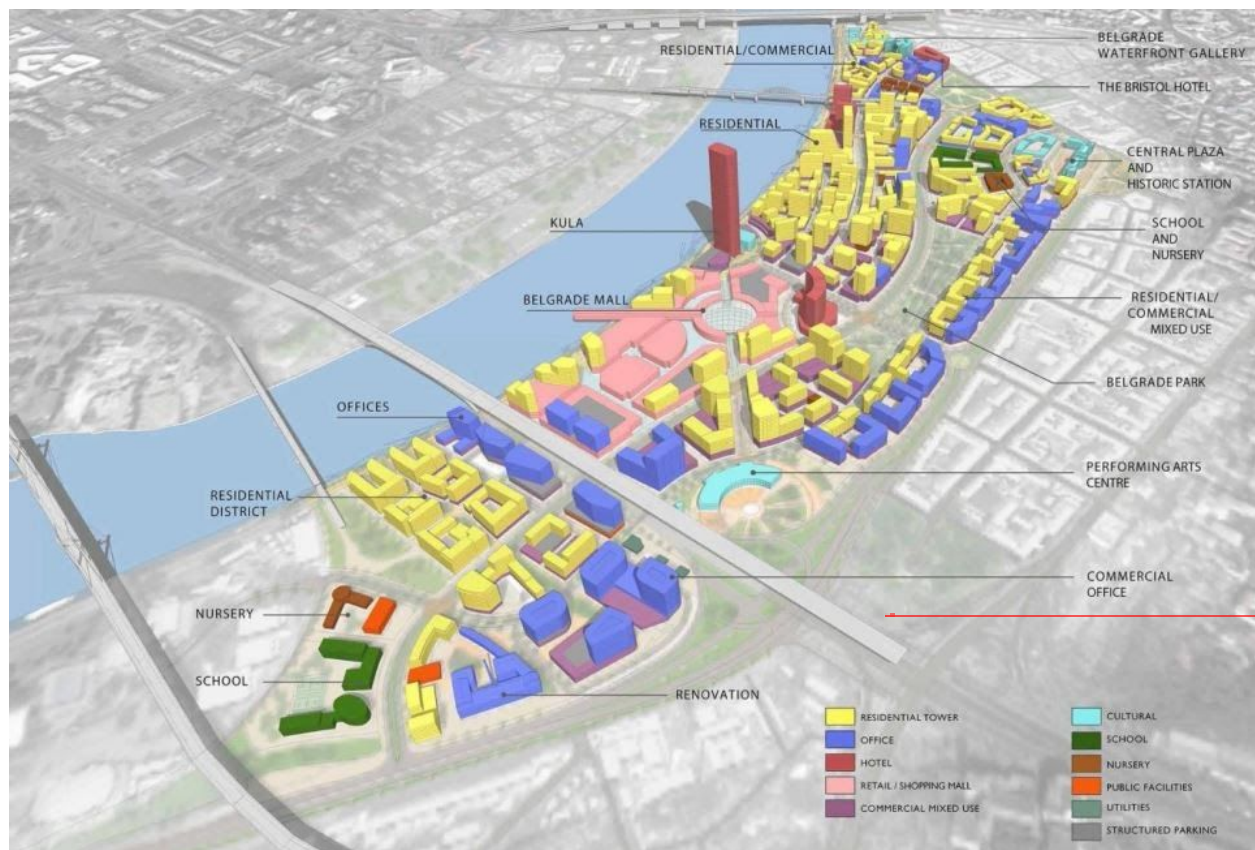 BELGRADE
WATERFRONT GALLERY
RESIDENTIAL/COMMERCIAL
THE BRISTOL HOTEL
RESIDENTIAL
CENTRAL PLAZA
AND
HISTORIC STATION
KULA
SCHOOL
AND
NURSERY
BELGRADE MALL
RESIDENTIAL/
COMMERCIAL
MIXED USE
BELGRADE PARK
OFFICES
PERFORMING ARTS
CENTRE
RESIDENTIAL
DISTRICT
COMMERCIAL
OFFICE
NURSERY
SCHOOL
RENOVATION
RESIDENTIAL TOWER
OFFICE
HOTEL
RETAIL / SHOPPING MALL
COMMERCIAL MIXED USE
CULTURAL
SCHOOL
NURSERY
PUBLIC FACILITIES
UTILITIES
STRUCTURED PARKING